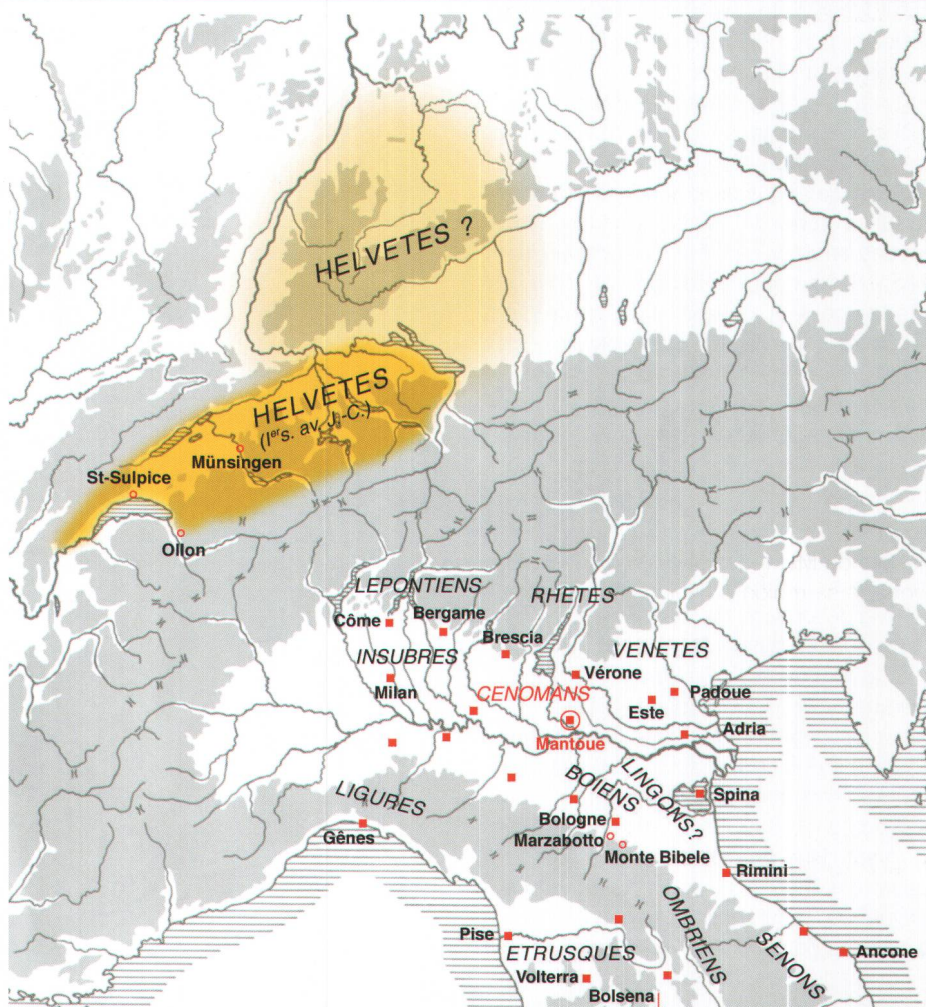 HELVETES ?
HELVETES
(Iᵉʳs. av. J.-C.)
Münsingen
St-Sulpice
Ollon
LEPONTIENS
RHETES
Côme
Bergame
Brescia
VENETES
INSUBRES
Vérone
Milan
CENOMANS
Padoue
Este
Adria
Mantoue
LINGONS ?
BOIENS
Spina
LIGURES
Bologne
Gênes
Marzabotto
Monte Bibele
Rimini
OMBRIENS
Pise
ETRUSQUES
SENONS
Ancone
Volterra
Bolsena